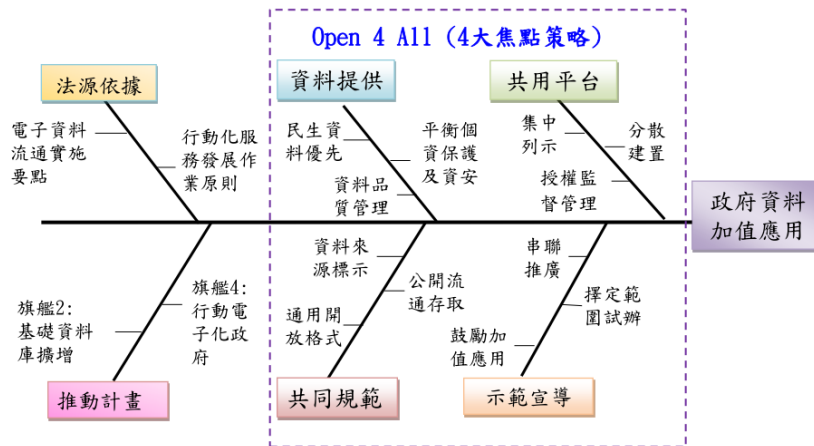 Open 4 All (4大焦點策略)
法源依據
資料提供
共用平台
電子資料
流通實施
要點
行動化服
務發展作
業原則
民生資
料優先
平衡個
資保護
及資安
資料品
質管理
集中
列示
分散
建置
授權監
督管理
政府資料
加值應用
旗艦2:
基礎資料
庫擴增
旗艦4:
行動電
子化政
府
資料來
源標示
公開流
通存取
通用開
放格式
串聯
推廣
擇定範
圍試辦
鼓勵加
值應用
推動計畫
共同規範
示範宣導